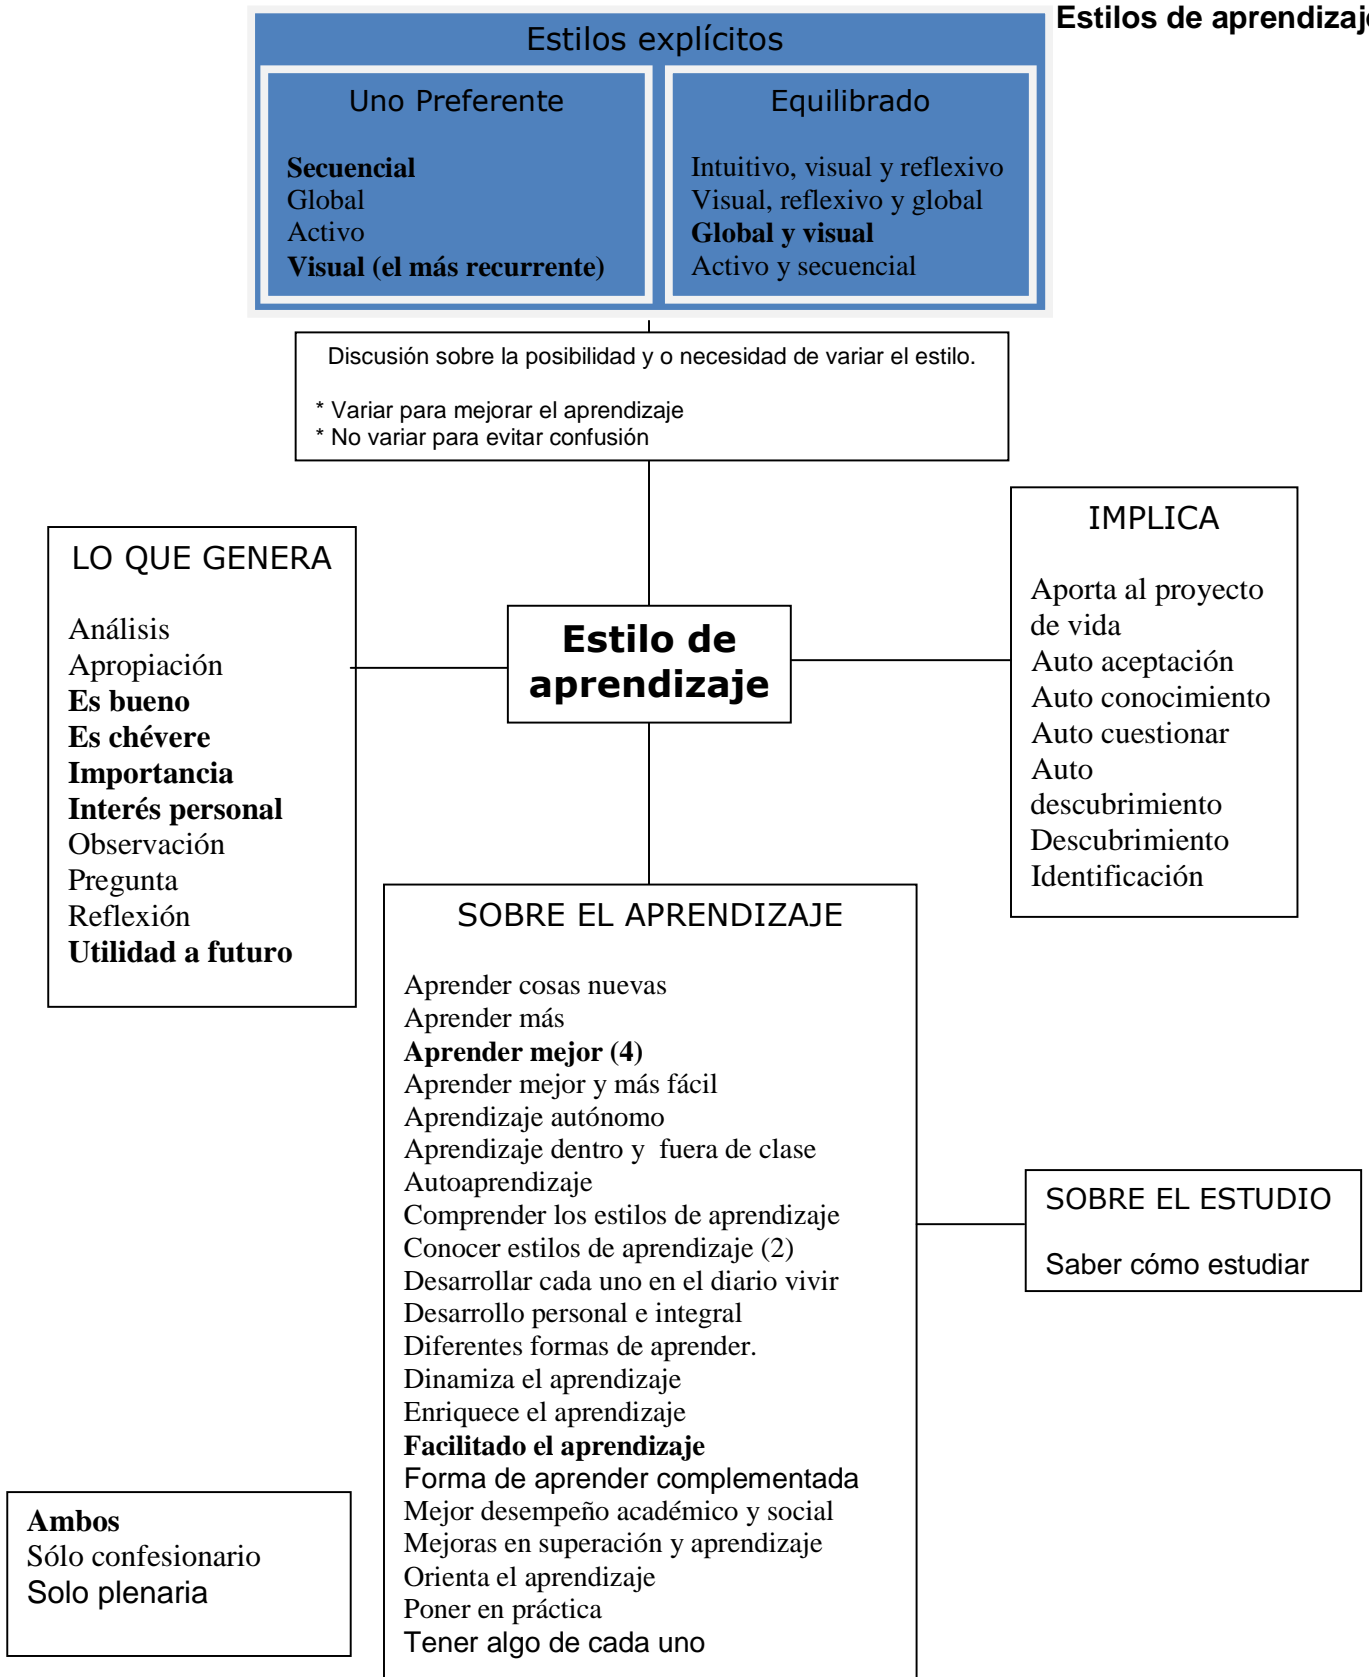 Estilos de aprendizaje
Estilos explícitos
Uno Preferente
Secuencial
Global
Activo
Visual (el más recurrente)
Equilibrado
Intuitivo, visual y reflexivo
Visual, reflexivo y global
Global y visual
Activo y secuencial
Discusión sobre la posibilidad y o necesidad de variar el estilo.
* Variar para mejorar el aprendizaje
* No variar para evitar confusión
LO QUE GENERA
Análisis
Apropiación
Es bueno
Es chévere
Importancia
Interés personal
Observación
Pregunta
Reflexión
Utilidad a futuro
Estilo de
aprendizaje
IMPLICA
Aporta al proyecto
de vida
Auto aceptación
Auto conocimiento
Auto cuestionar
Auto
descubrimiento
Descubrimiento
Identificación
SOBRE EL APRENDIZAJE
Aprender cosas nuevas
Aprender más
Aprender mejor (4)
Aprender mejor y más fácil
Aprendizaje autónomo
Aprendizaje dentro y  fuera de clase
Autoaprendizaje
Comprender los estilos de aprendizaje
Conocer estilos de aprendizaje (2)
Desarrollar cada uno en el diario vivir
Desarrollo personal e integral
Diferentes formas de aprender.
Dinamiza el aprendizaje
Enriquece el aprendizaje
Facilitado el aprendizaje
Forma de aprender complementada
Mejor desempeño académico y social
Mejoras en superación y aprendizaje
Orienta el aprendizaje
Poner en práctica
Tener algo de cada uno
SOBRE EL ESTUDIO
Saber cómo estudiar
Ambos
Sólo confesionario
Solo plenaria